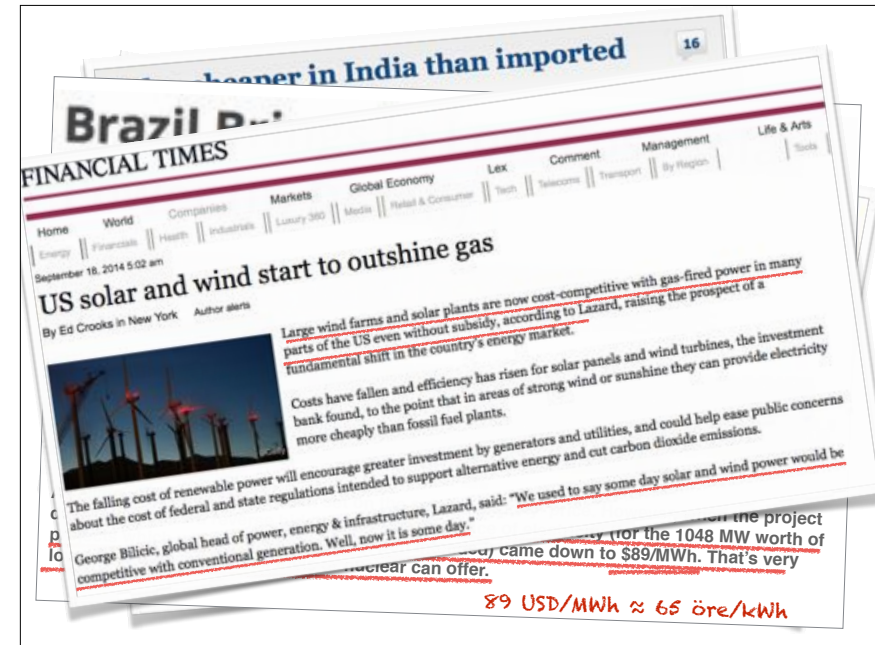 cheaper in India than imported
16
Brazil
FINANCIAL TIMES
Home World Companies Markets Global Economy Lex Comment Management Life & Arts
Energy Financials Health Industrials Luxury 360 Media Retail & Consumer Tech Telecoms Transport By Region Tools
September 18, 2014 5:02 am
US solar and wind start to outshine gas
By Ed Crooks in New York Author alerts
Large wind farms and solar plants are now cost-competitive with gas-fired power in many
parts of the US even without subsidy, according to Lazard, raising the prospect of a
fundamental shift in the country's energy market.
Costs have fallen and efficiency has risen for solar panels and wind turbines, the investment
bank found, to the point that in areas of strong wind or sunshine they can provide electricity
more cheaply than fossil fuel plants.
The falling cost of renewable power will encourage greater investment by generators and utilities, and could help ease public concerns
about the cost of federal and state regulations intended to support alternative energy and cut carbon dioxide emissions.
George Bilicic, global head of power, energy & infrastructure, Lazard, said: "We used to say some day solar and wind power would be
competitive with conventional generation. Well, now it is some day."
the project
(for the 1048 MW worth of
came down to $89/MWh. That's very
nuclear can offer.
89 USD/MWh ≈ 65 öre/kWh